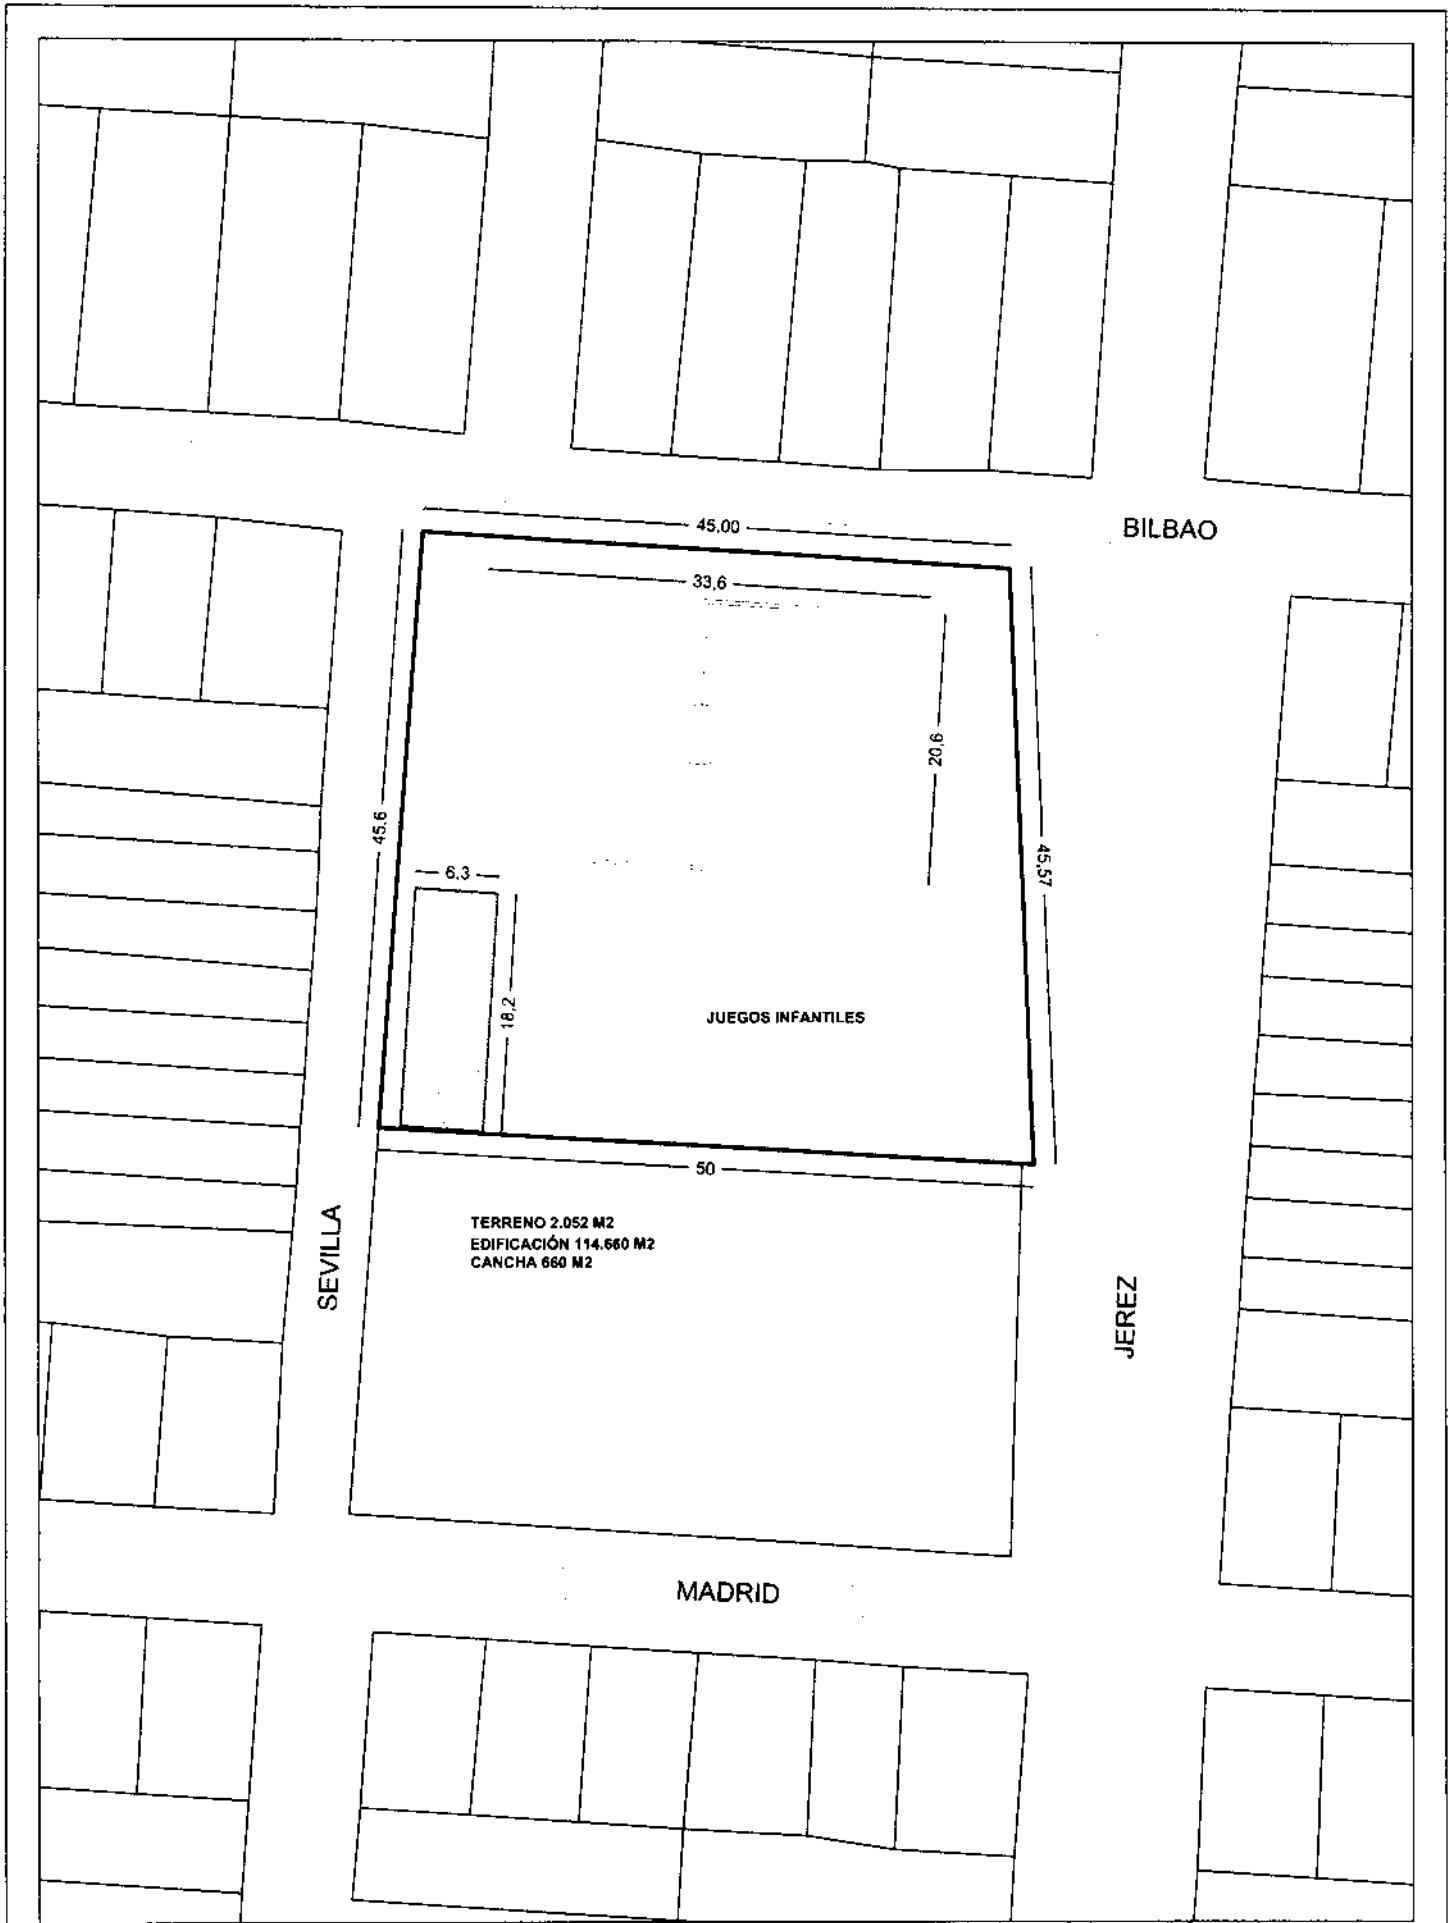 BILBAO
45,00
33,6
20,6
45,6
45,57
6,3
18,2
JUEGOS INFANTILES
50
TERRENO 2.052 M2
EDIFICACIÓN 114.660 M2
CANCHA 660 M2
SEVILLA
JEREZ
MADRID